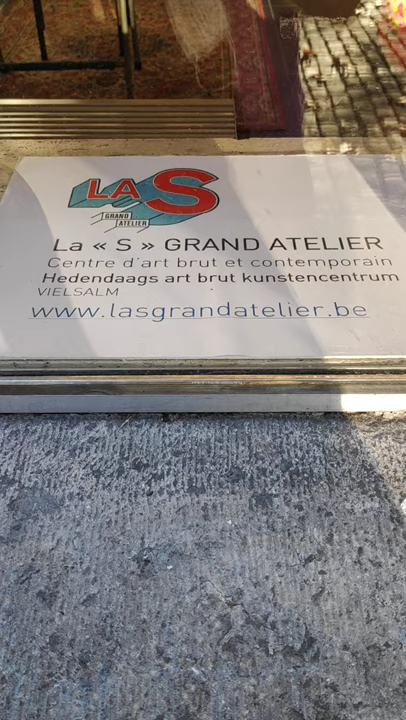 LA S
GRAND
ATELIER
La « S » GRAND ATELIER
Centre d'art brut et contemporain
Hedendaags art brut kunstencentrum
VIELSALM
www.lasgrandatelier.be